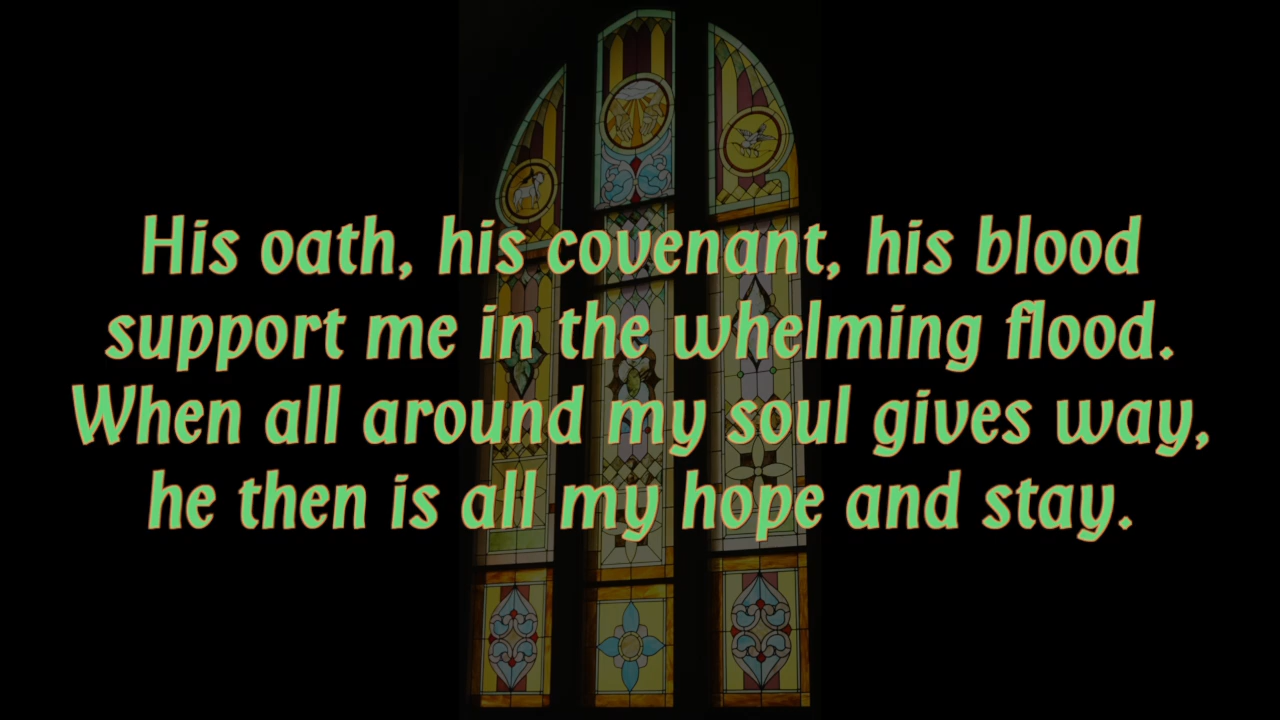 His oath, his covenant, his blood
support me in the whelming flood.
When all around my soul gives way,
he then is all my hope and stay.